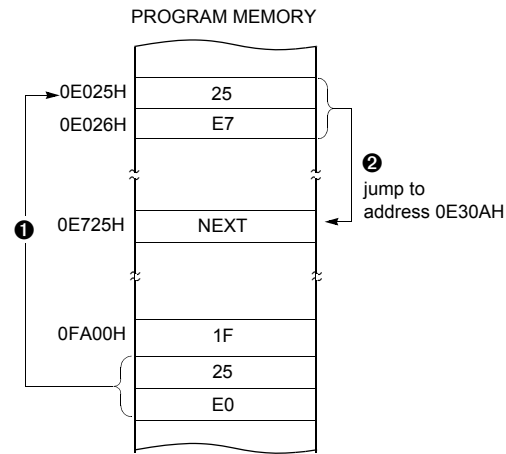 PROGRAM MEMORY
0E025H 25
0E026H E7
❷
jump to
address 0E30AH
❶ 0E725H NEXT
0FA00H 1F
25
E0